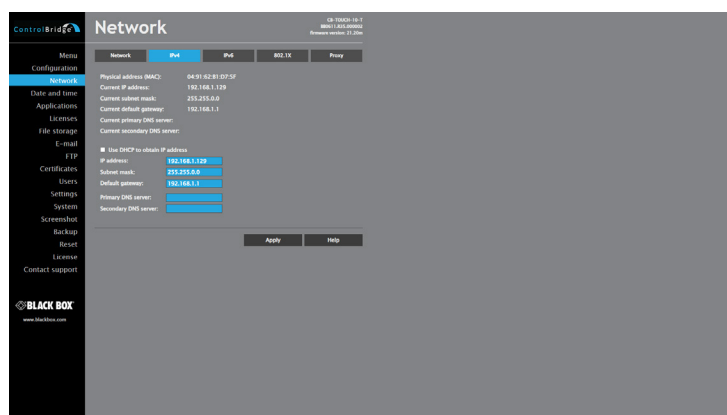 ControlBridge
Network
CB-TOUCH-10-T
firmware version: 21.20m
Menu
Configuration
Network
Date and time
Applications
Licenses
File storage
E-mail
FTP
Certificates
Users
Settings
System
Screenshot
Backup
Reset
License
Contact support
BLACK BOX
www.blackbox.com
Network IPv4 IPv6 802.1X Proxy
Physical address (MAC): 04:91:62:B1:D7:5F
Current IP address: 192.168.1.129
Current subnet mask: 255.255.0.0
Current default gateway: 192.168.1.1
Current primary DNS server:
Current secondary DNS server:
Use DHCP to obtain IP address
IP address: 192.168.1.129
Subnet mask: 255.255.0.0
Default gateway: 192.168.1.1
Primary DNS server:
Secondary DNS server:
Apply Help